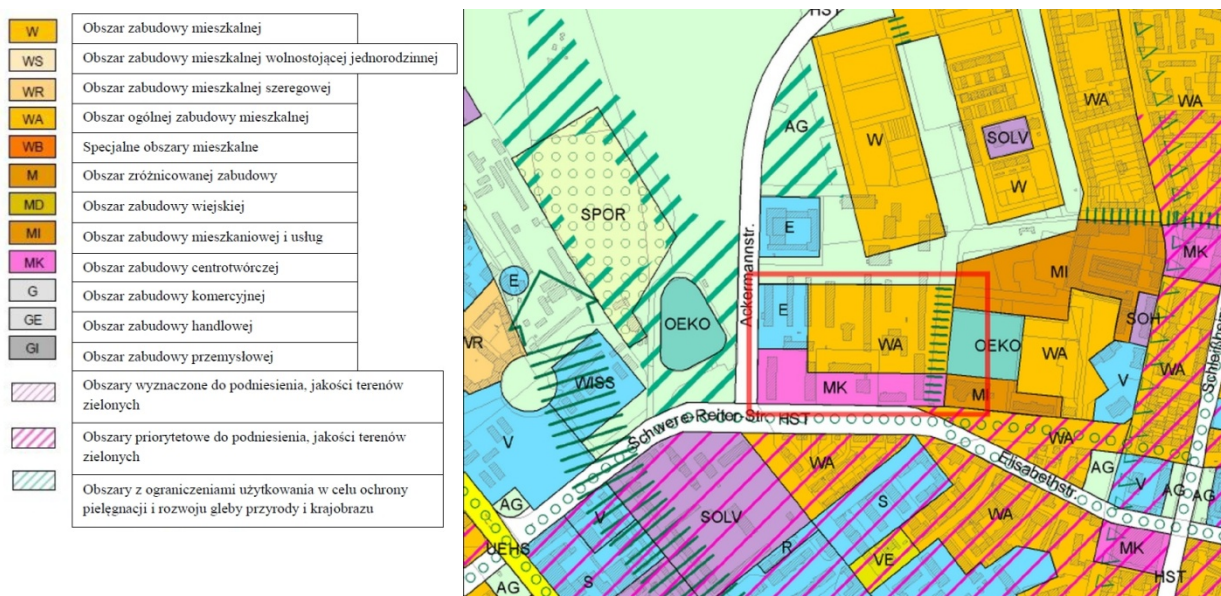 W Obszar zabudowy mieszkalnej
WS Obszar zabudowy mieszkalnej wolnostojącej jednorodzinnej
WR Obszar zabudowy mieszkalnej szeregowej
WA Obszar ogólnej zabudowy mieszkalnej
WB Specjalne obszary mieszkalne
M Obszar zróżnicowanej zabudowy
MD Obszar zabudowy wiejskiej
MI Obszar zabudowy mieszkaniowej i usług
MK Obszar zabudowy centrotwórczej
G Obszar zabudowy komercyjnej
GE Obszar zabudowy handlowej
GI Obszar zabudowy przemysłowej
Obszary wyznaczone do podniesienia, jakości terenów
zielonych
Obszary priorytetowe do podniesienia, jakości terenów
zielonych
Obszary z ograniczeniami użytkowania w celu ochrony
pielęgnacji i rozwoju gleby przyrody i krajobrazu
HST
WA
WA
AG
W
SOLV
W
SPOR
E
MK
E
Ackermannstr.
MI
OEKO
E
SOH
WR
WA
OEKO
WA
WA
WISS
MK
MI
V
Schwere-Reiter-Str.
HST
V
WA
WA
Elisabethstr.
AG
V
AG
AG
AG
V
SOLV
S
WA
UEHS
R
VE
MK
S
HST
AG